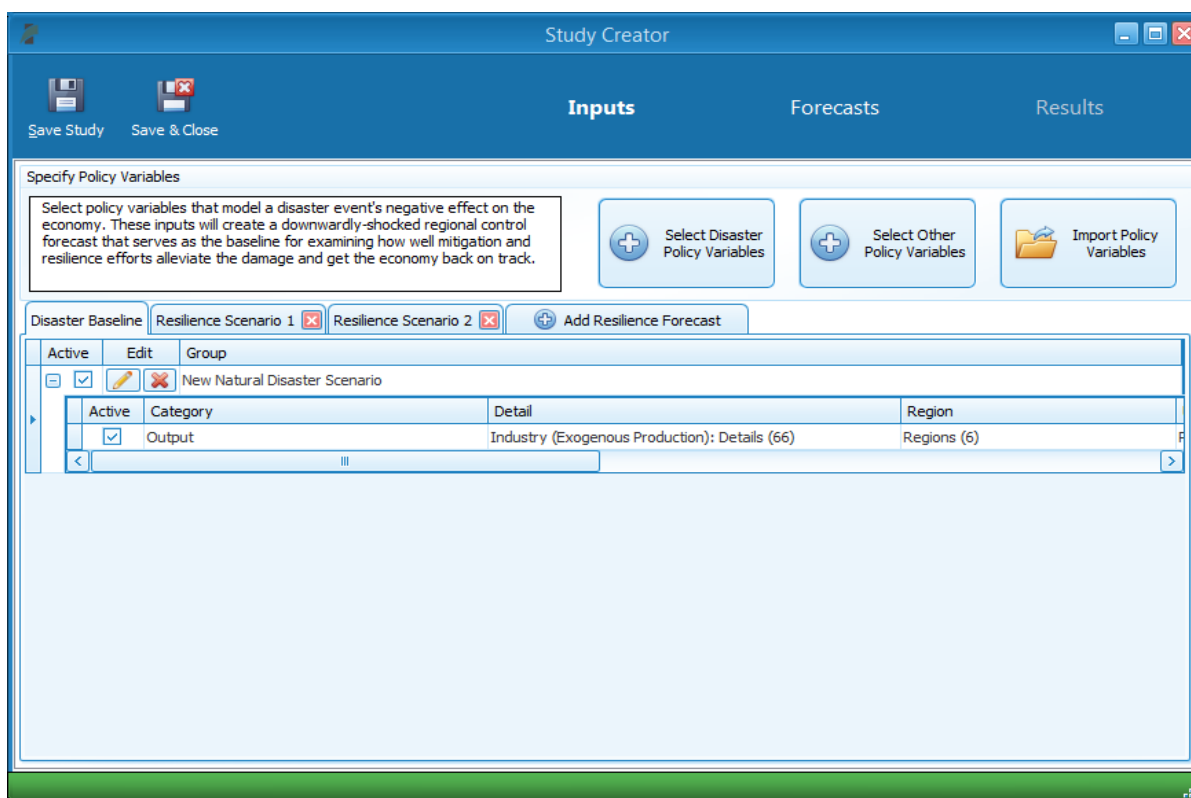 Study Creator
Save Study
Save & Close
Inputs
Forecasts
Results
Specify Policy Variables
Select policy variables that model a disaster event's negative effect on the
economy. These inputs will create a downwardly-shocked regional control
forecast that serves as the baseline for examining how well mitigation and
resilience efforts alleviate the damage and get the economy back on track.
Select Disaster
Policy Variables
Select Other
Policy Variables
Import Policy
Variables
Disaster Baseline
Resilience Scenario 1
Resilience Scenario 2
Add Resilience Forecast
Active Edit Group
New Natural Disaster Scenario
Active Category Detail Region
Output Industry (Exogenous Production): Details (66) Regions (6)